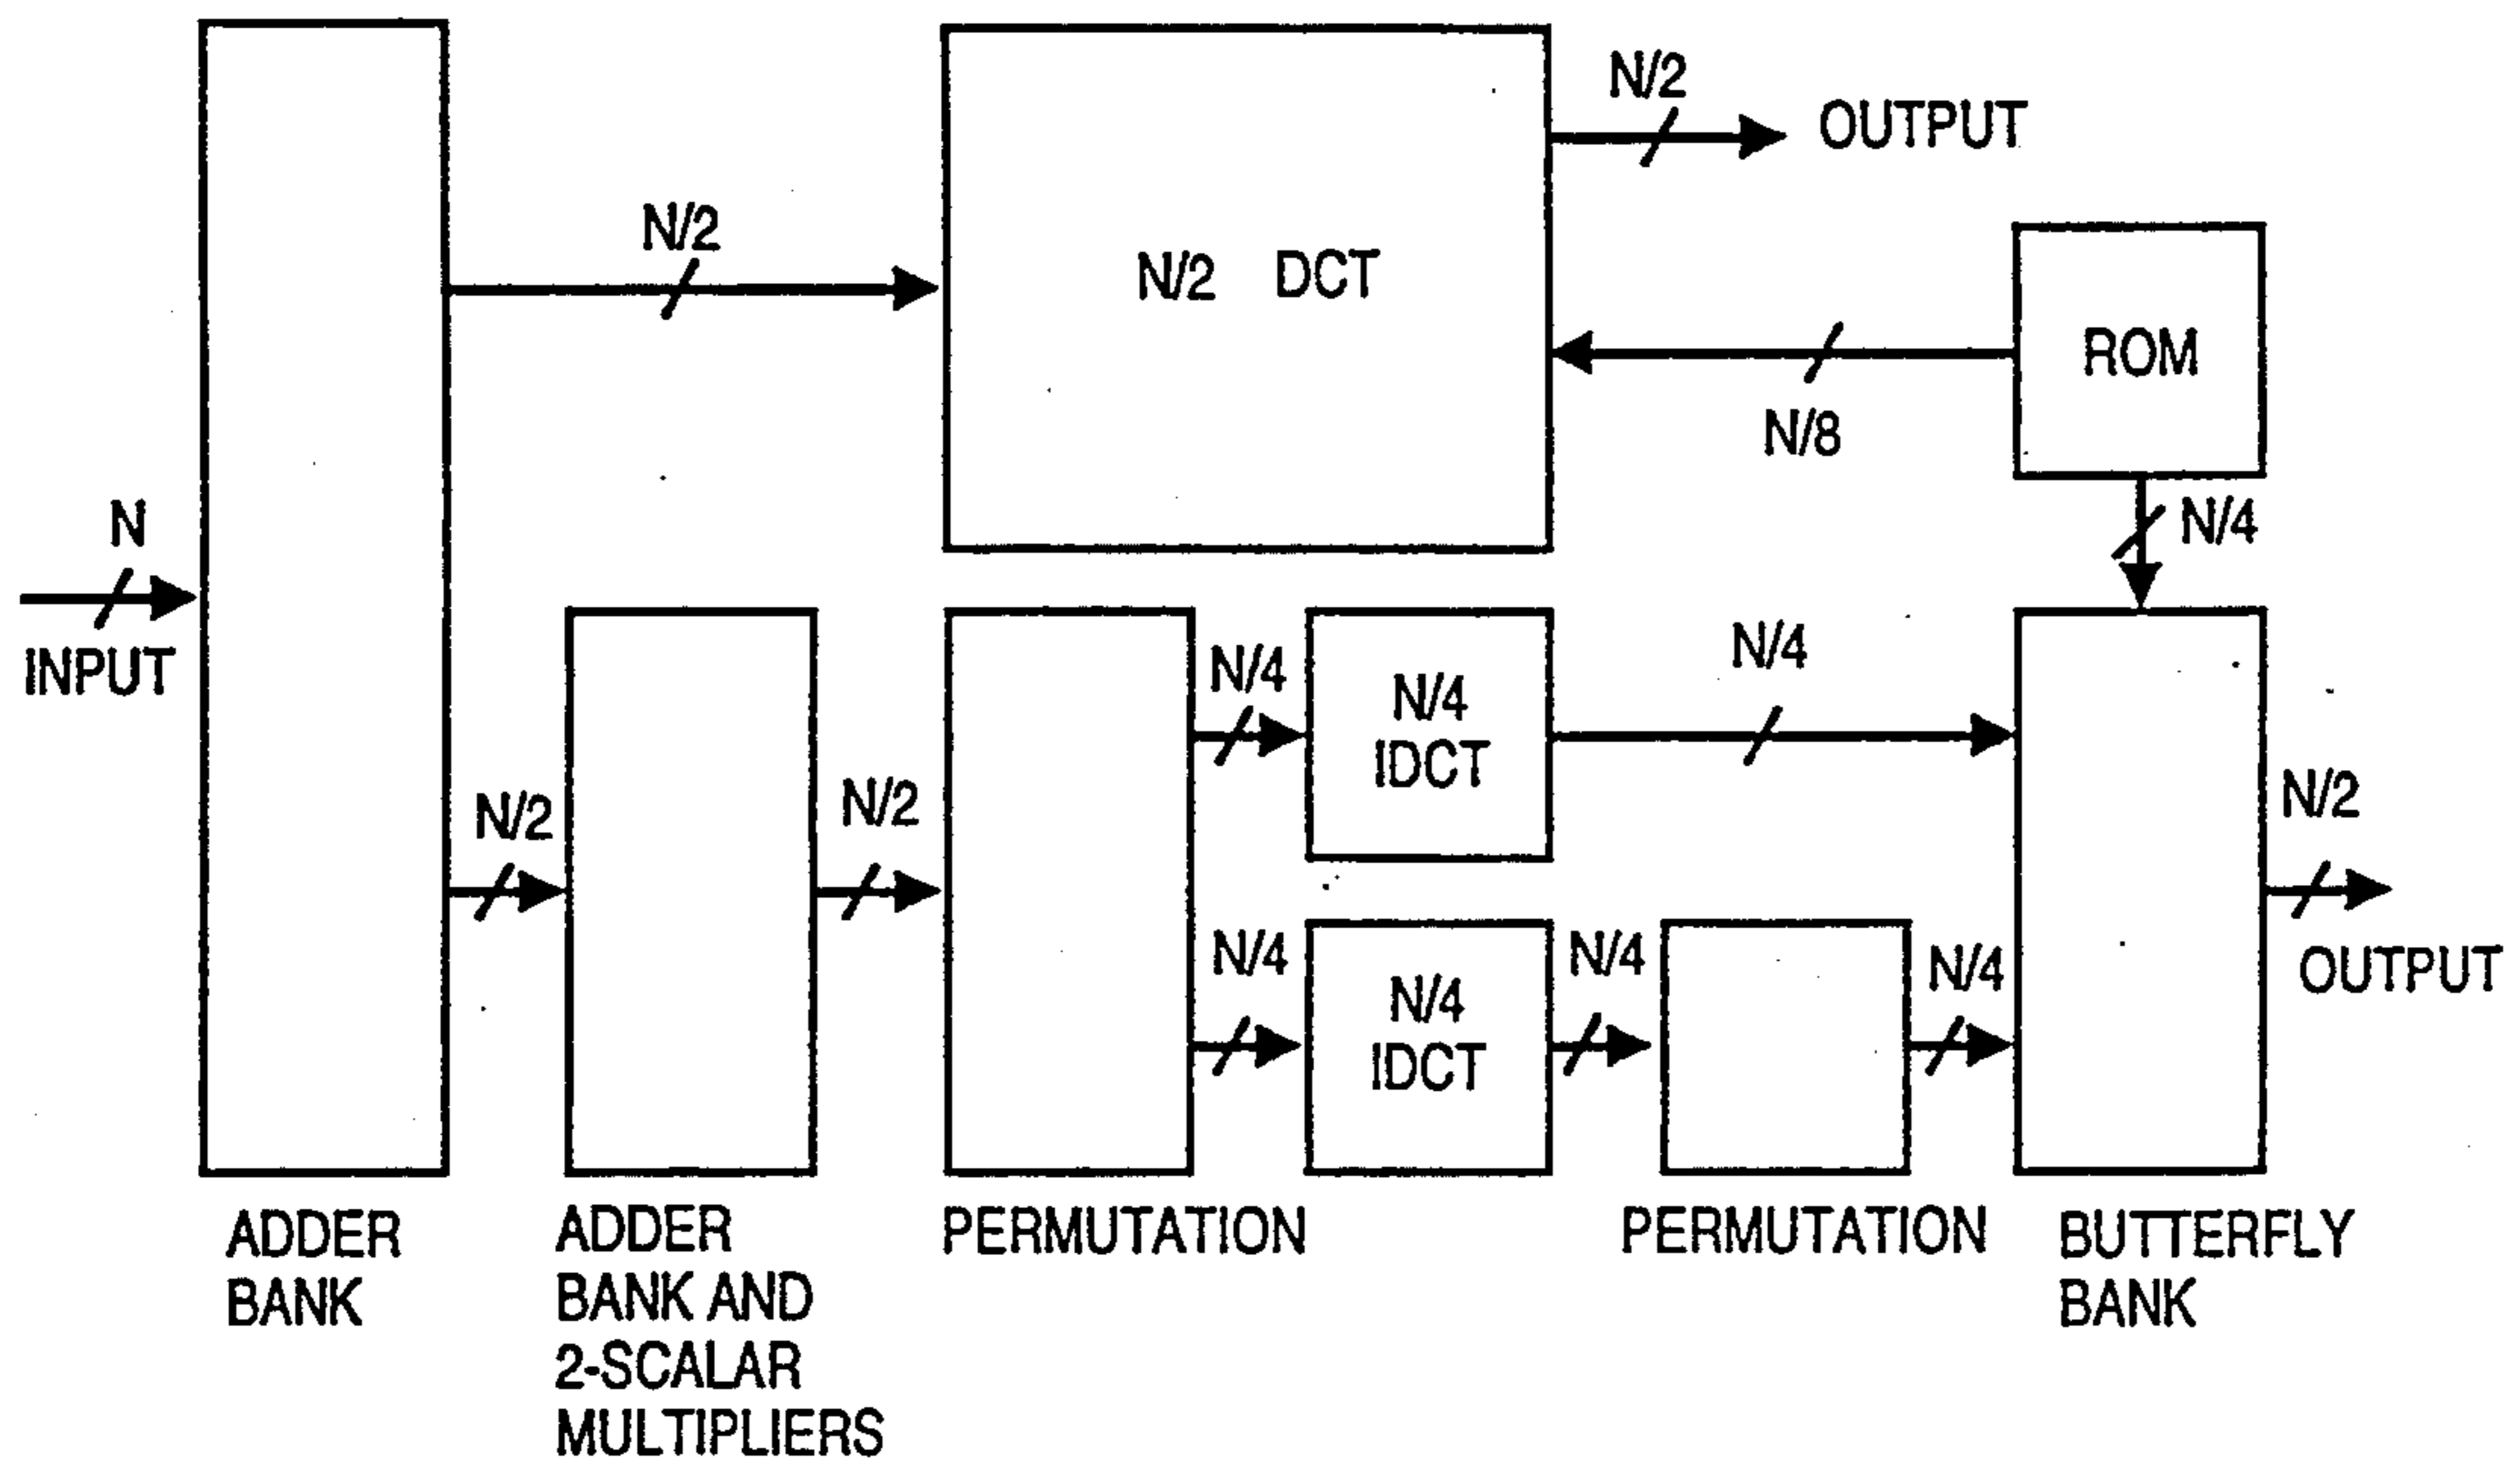 N/2
OUTPUT
N/2
N/2 DCT
ROM
N/8
N
INPUT
N/4
N/4
N/4
IDCT
N/4
N/2
N/2
N/2
OUTPUT
N/4
N/4
IDCT
N/4
N/4
ADDER
BANK
ADDER
BANK AND
2-SCALAR
MULTIPLIERS
PERMUTATION
PERMUTATION
BUTTERFLY
BANK